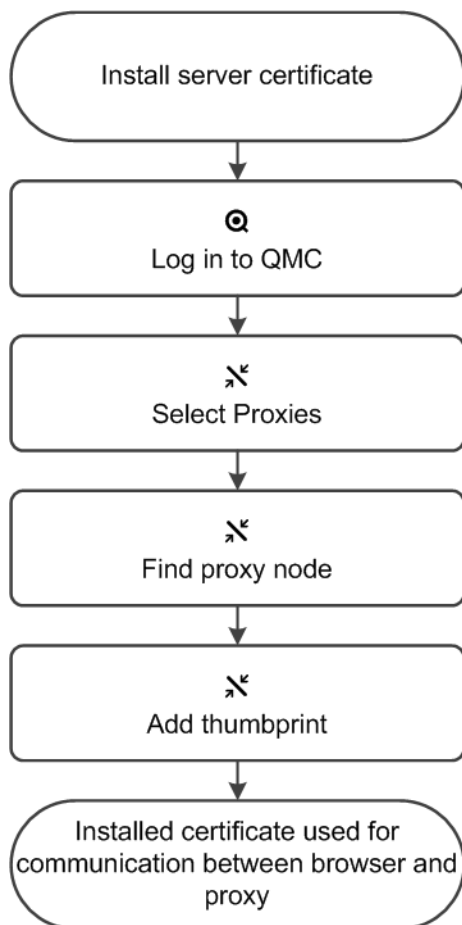 Install server certificate
Log in to QMC
Select Proxies
Find proxy node
Add thumbprint
Installed certificate used for
communication between browser and
proxy